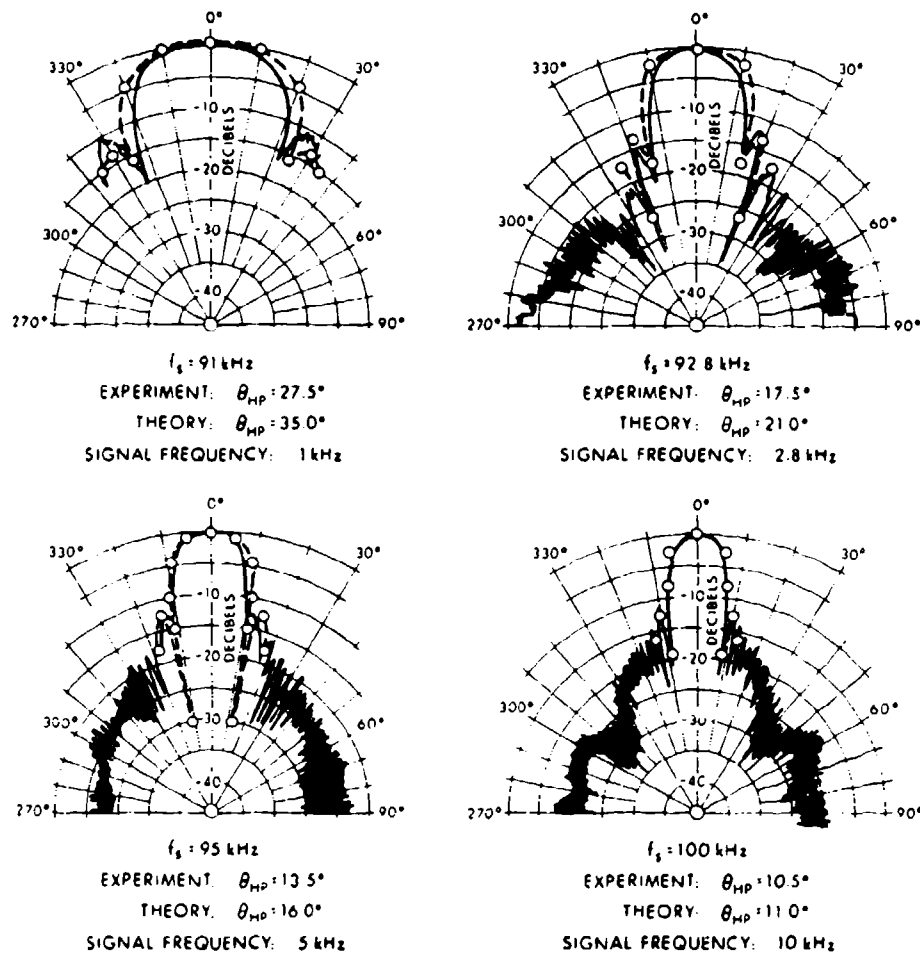 0°
330° 30°
-10
DECIBELS
-20
300° 60°
-30
-40
270° 90°
f_s = 91 kHz
EXPERIMENT: θ_HP = 27.5°
THEORY: θ_HP = 35.0°
SIGNAL FREQUENCY: 1 kHz
0°
330° 30°
-10
DECIBELS
-20
300° 60°
-30
-40
270° 90°
f_s = 92.8 kHz
EXPERIMENT: θ_HP = 17.5°
THEORY: θ_HP = 21.0°
SIGNAL FREQUENCY: 2.8 kHz
0°
330° 30°
-10
DECIBELS
-20
300° 60°
-30
-40
270° 90°
f_s = 95 kHz
EXPERIMENT: θ_HP = 13.5°
THEORY: θ_HP = 16.0°
SIGNAL FREQUENCY: 5 kHz
0°
330° 30°
-10
DECIBELS
-20
300° 60°
-30
-40
270° 90°
f_s = 100 kHz
EXPERIMENT: θ_HP = 10.5°
THEORY: θ_HP = 11.0°
SIGNAL FREQUENCY: 10 kHz